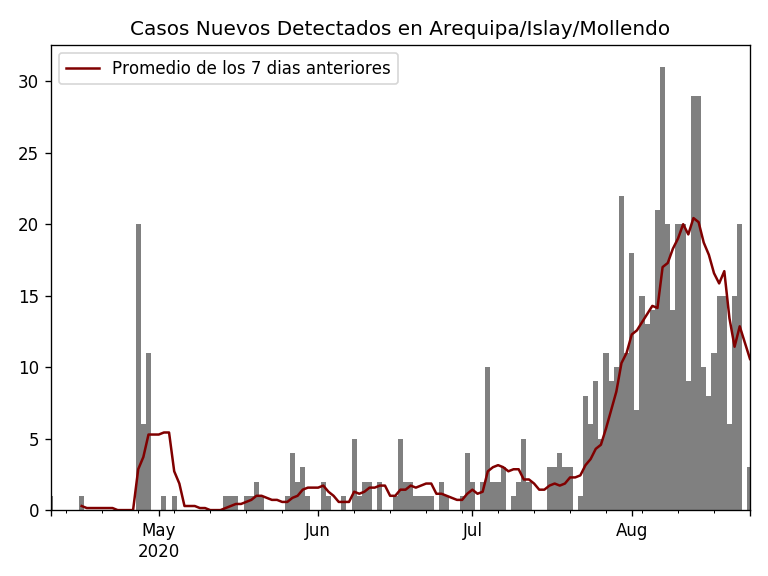 Casos Nuevos Detectados en Arequipa/Islay/Mollendo
Promedio de los 7 dias anteriores
30
25
20
15
10
5
0
May Jun Jul Aug
2020